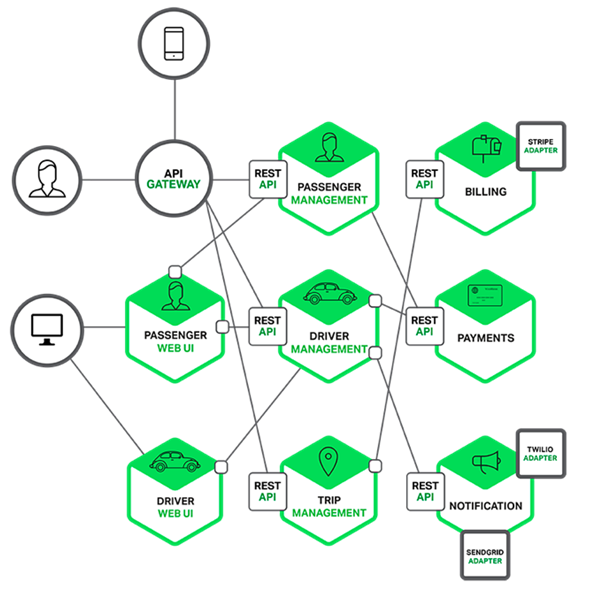 API
GATEWAY
REST
API
PASSENGER
MANAGEMENT
REST
API
BILLING
STRIPE
ADAPTER
PASSENGER
WEB UI
REST
API
DRIVER
MANAGEMENT
REST
API
PAYMENTS
DRIVER
WEB UI
REST
API
TRIP
MANAGEMENT
REST
API
NOTIFICATION
TWILIO
ADAPTER
SENDGRID
ADAPTER